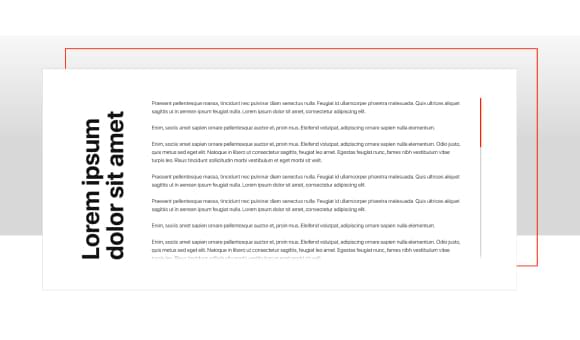 Lorem ipsum
dolor sit amet
Praesent pellentesque massa, tincidunt nec pulvinar diam senectus nulla. Feugiat id ullamcorper pharetra malesuada. Quis ultrices aliquet
sagittis ut in aenean ipsum feugiat nulla. Lorem ipsum dolor sit amet, consectetur adipiscing elit.
Enim, sociis amet sapien ornare pellentesque auctor et, proin mus. Eleifend volutpat, adipiscing ornare sapien nulla elementum.
Enim, sociis amet sapien ornare pellentesque auctor et, proin mus. Eleifend volutpat, adipiscing ornare sapien nulla elementum. Odio justo,
quis metus sed eget elit. Natoque in libero ut consectetur sagittis, feugiat leo amet. Egestas feugiat nunc, fames nibh vestibulum vitae
turpis leo. Risus tincidunt sollicitudin morbi vestibulum et eget morbi sit velit.
Praesent pellentesque massa, tincidunt nec pulvinar diam senectus nulla. Feugiat id ullamcorper pharetra malesuada. Quis ultrices aliquet
sagittis ut in aenean ipsum feugiat nulla. Lorem ipsum dolor sit amet, consectetur adipiscing elit.
Praesent pellentesque massa, tincidunt nec pulvinar diam senectus nulla. Feugiat id ullamcorper pharetra malesuada. Quis ultrices aliquet
sagittis ut in aenean ipsum feugiat nulla. Lorem ipsum dolor sit amet, consectetur adipiscing elit.
Enim, sociis amet sapien ornare pellentesque auctor et, proin mus. Eleifend volutpat, adipiscing ornare sapien nulla elementum.
Enim, sociis amet sapien ornare pellentesque auctor et, proin mus. Eleifend volutpat, adipiscing ornare sapien nulla elementum. Odio justo,
quis metus sed eget elit. Natoque in libero ut consectetur sagittis, feugiat leo amet. Egestas feugiat nunc, fames nibh vestibulum vitae